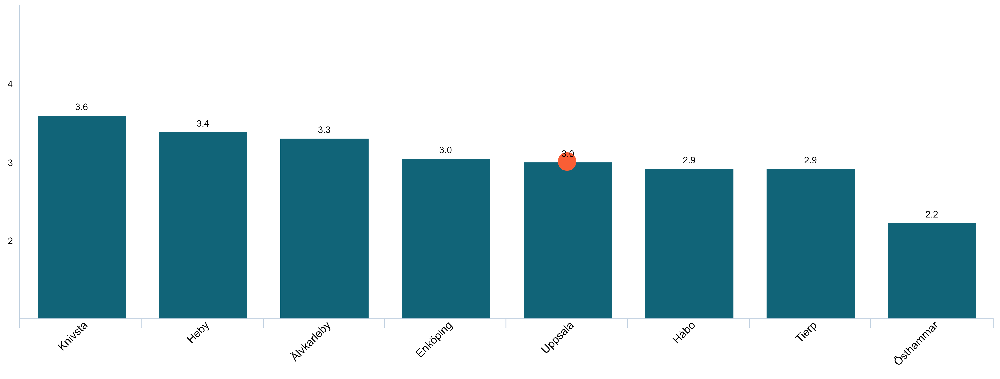 4
3
2
3.6
3.4
3.3
3.0
3.0
2.9
2.9
2.2
Knivsta
Heby
Älvkarleby
Enköping
Uppsala
Håbo
Tierp
Östhammar